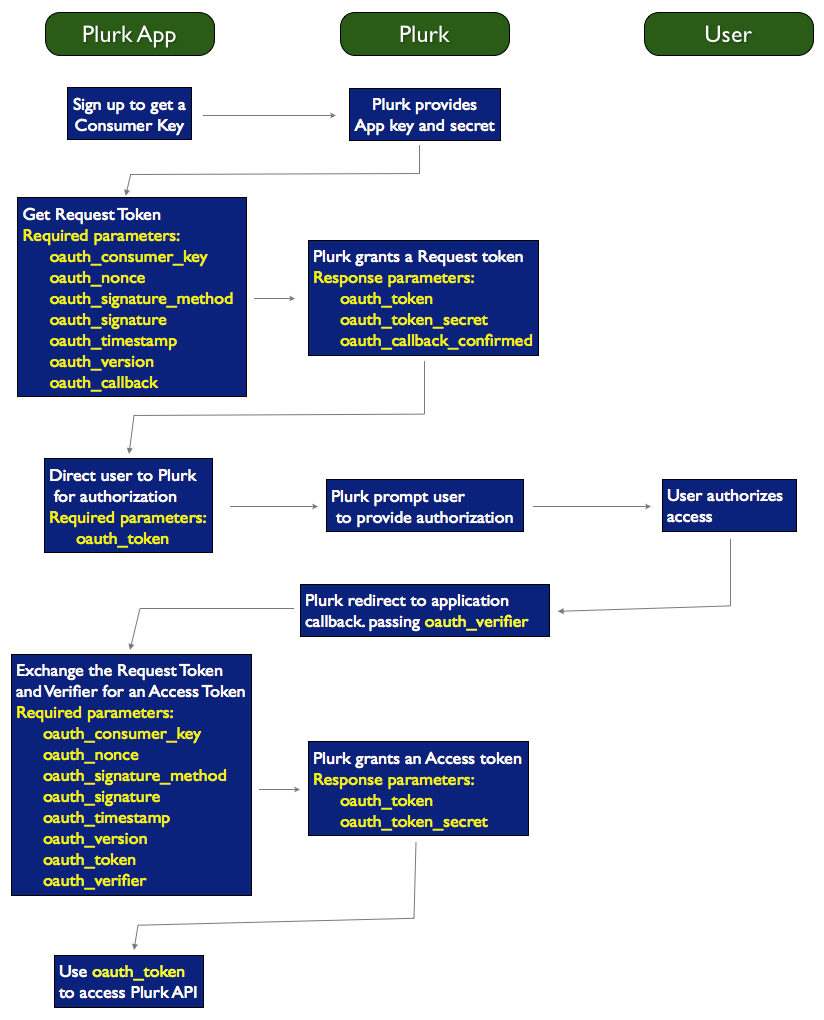 Plurk App
Plurk
User
Sign up to get a
Consumer Key
Plurk provides
App key and secret
Get Request Token
Required parameters:
oauth_consumer_key
oauth_nonce
oauth_signature_method
oauth_signature
oauth_timestamp
oauth_version
oauth_callback
Plurk grants a Request token
Response parameters:
oauth_token
oauth_token_secret
oauth_callback_confirmed
Direct user to Plurk
for authorization
Required parameters:
oauth_token
Plurk prompt user
to provide authorization
User authorizes
access
Plurk redirect to application
callback. passing oauth_verifier
Exchange the Request Token
and Verifier for an Access Token
Required parameters:
oauth_consumer_key
oauth_nonce
oauth_signature_method
oauth_signature
oauth_timestamp
oauth_version
oauth_token
oauth_verifier
Plurk grants an Access token
Response parameters:
oauth_token
oauth_token_secret
Use oauth_token
to access Plurk API